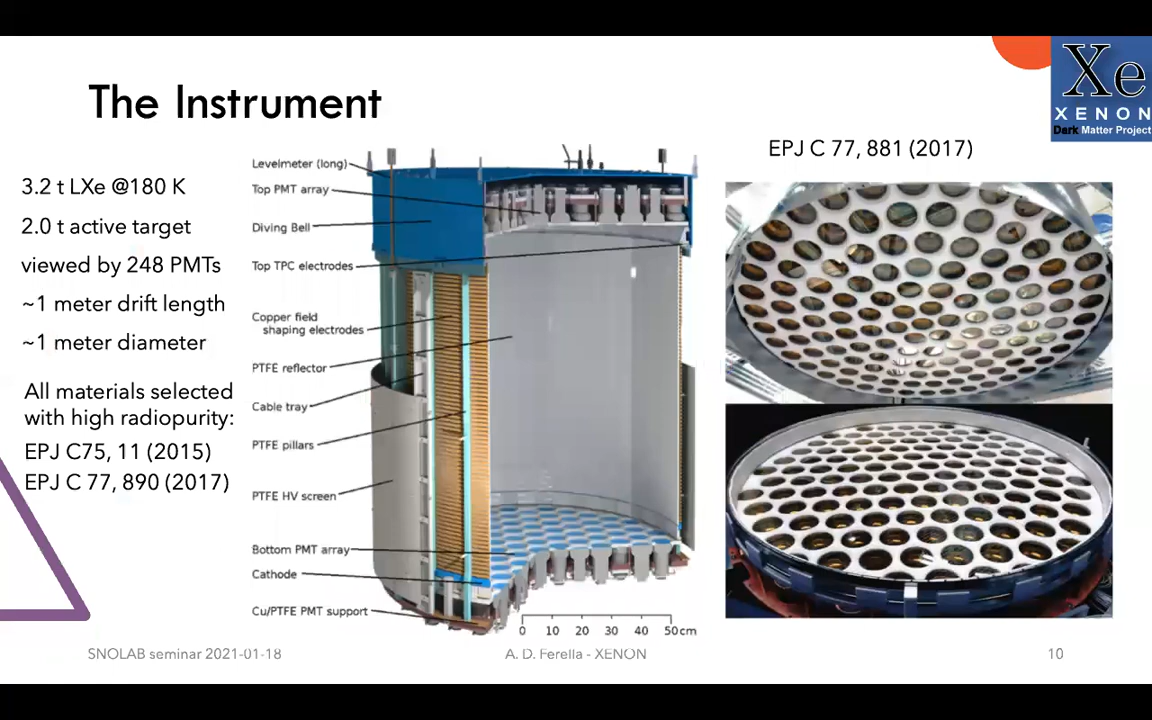 The Instrument
Xe
XENON
Dark Matter Project
3.2 t LXe @180 K
2.0 t active target
viewed by 248 PMTs
~1 meter drift length
~1 meter diameter
All materials selected
with high radiopurity:
EPJ C75, 11 (2015)
EPJ C 77, 890 (2017)
Levelmeter (long)
Top PMT array
Diving Bell
Top TPC electrodes
Copper field
shaping electrodes
PTFE reflector
Cable tray
PTFE pillars
PTFE HV screen
Bottom PMT array
Cathode
Cu/PTFE PMT support
0 10 20 30 40 50cm
EPJ C 77, 881 (2017)
SNOLAB seminar 2021-01-18
A. D. Ferella - XENON
10